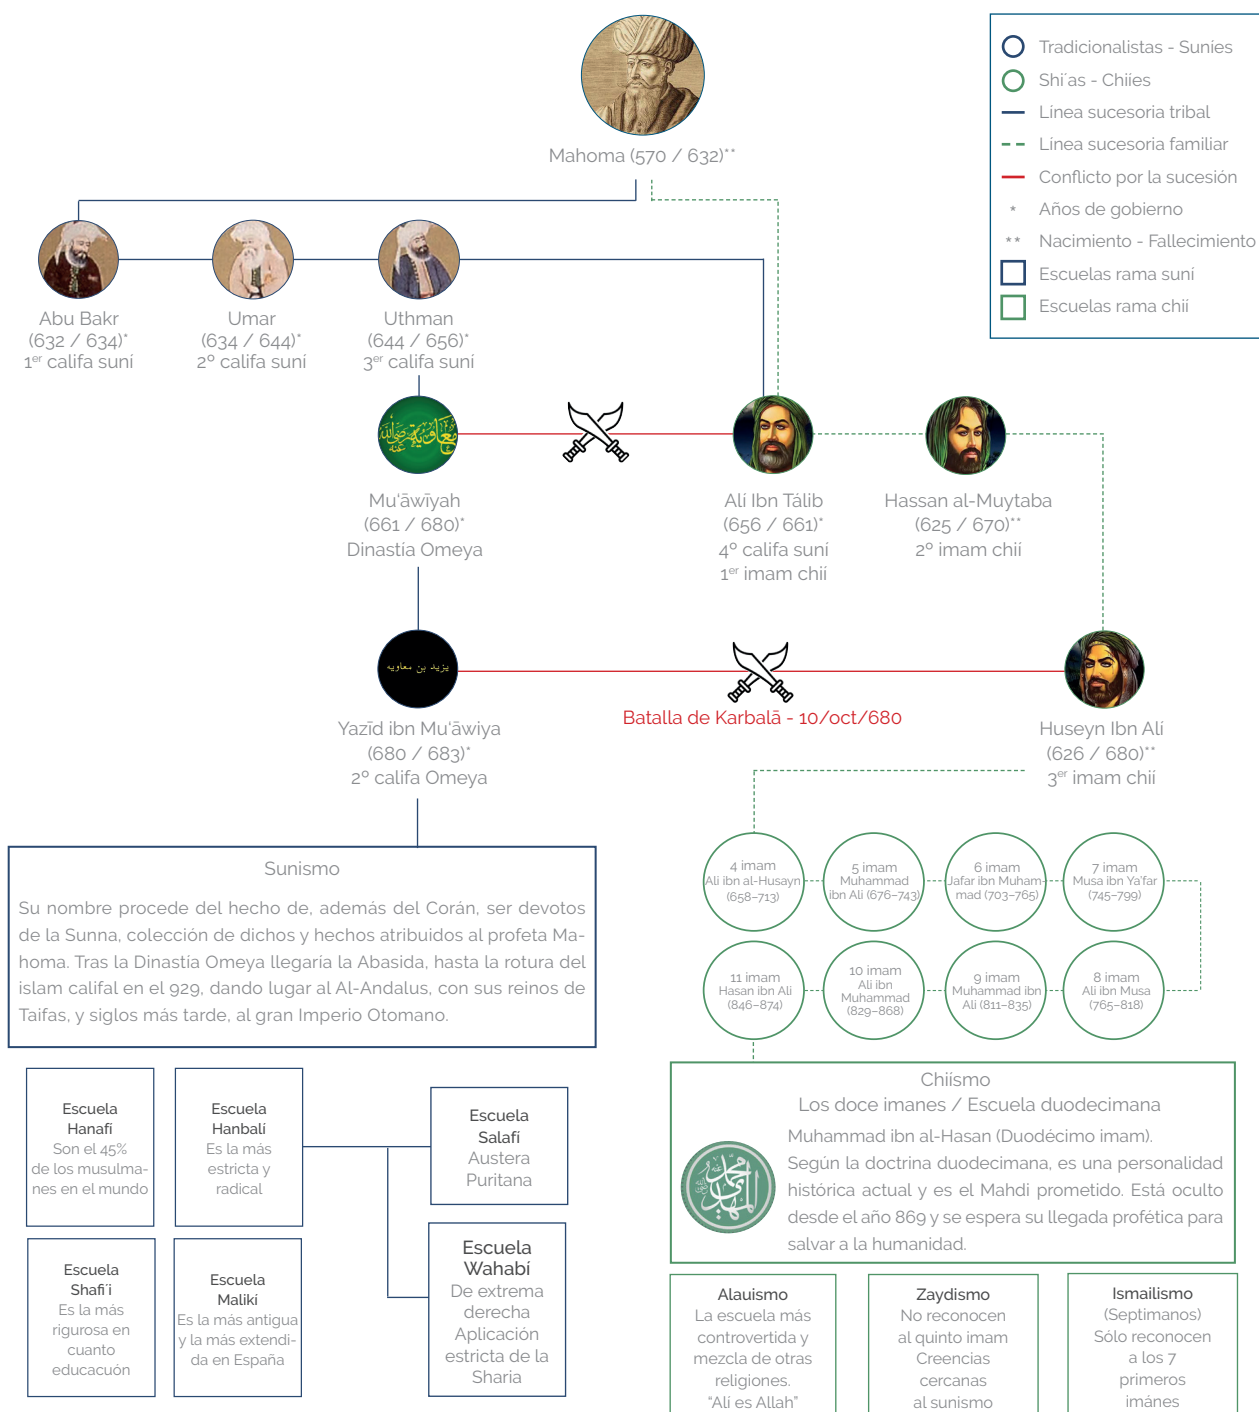 Mahoma (570 / 632)**
Tradicionalistas - Suníes
Shi´as - Chiíes
Línea sucesoria tribal
Línea sucesoria familiar
Conflicto por la sucesión
* Años de gobierno
** Nacimiento - Fallecimiento
Escuelas rama suní
Escuelas rama chií
Abu Bakr
(632 / 634)*
1er califa suní
Umar
(634 / 644)*
2º califa suní
Uthman
(644 / 656)*
3er califa suní
Mu'āwīyah
(661 / 680)*
Dinastía Omeya
Alí Ibn Tálib
(656 / 661)*
4º califa suní
1er imam chií
Hassan al-Muytaba
(625 / 670)**
2º imam chií
يزيد بن معاويه
Batalla de Karbalā - 10/oct/680
Yazīd ibn Mu'āwiya
(680 / 683)*
2º califa Omeya
Huseyn Ibn Alí
(626 / 680)**
3er imam chií
Sunismo
Su nombre procede del hecho de, además del Corán, ser devotos
de la Sunna, colección de dichos y hechos atribuidos al profeta Ma-
homa. Tras la Dinastía Omeya llegaría la Abasida, hasta la rotura del
islam califal en el 929, dando lugar al Al-Andalus, con sus reinos de
Taifas, y siglos más tarde, al gran Imperio Otomano.
4 imam
Ali ibn al-Husayn
(658–713)
5 imam
Muhammad
ibn Ali (676–743)
6 imam
Jafar ibn Muham-
mad (703–765)
7 imam
Musa ibn Ya'far
(745–799)
11 imam
Hasan ibn Ali
(846–874)
10 imam
Ali ibn
Muhammad
(829–868)
9 imam
Muhammad ibn
Ali (811–835)
8 imam
Ali ibn Musa
(765–818)
Escuela
Hanafí
Son el 45%
de los musulma-
nes en el mundo
Escuela
Hanbalí
Es la más
estricta y
radical
Escuela
Salafí
Austera
Puritana
Escuela
Shafi´i
Es la más
rigurosa en
cuanto
educacuón
Escuela
Malikí
Es la más antigua
y la más extendi-
da en España
Escuela
Wahabí
De extrema
derecha
Aplicación
estricta de la
Sharia
Chiísmo
Los doce imanes / Escuela duodecimana
Muhammad ibn al-Hasan (Duodécimo imam).
Según la doctrina duodecimana, es una personalidad
histórica actual y es el Mahdi prometido. Está oculto
desde el año 869 y se espera su llegada profética para
salvar a la humanidad.
Alauismo
La escuela más
controvertida y
mezcla de otras
religiones.
“Alí es Allah”
Zaydismo
No reconocen
al quinto imam
Creencias
cercanas
al sunismo
Ismailismo
(Septimanos)
Sólo reconocen
a los 7
primeros
imánes